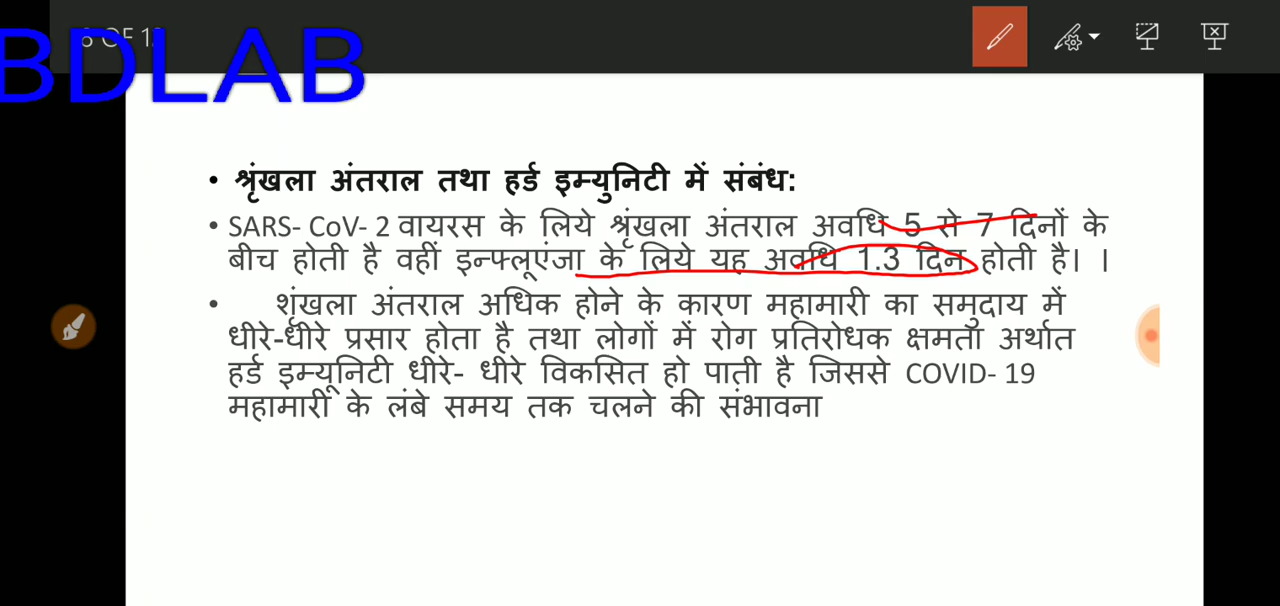 BDLAB
• श्रृंखला अंतराल तथा हर्ड इम्युनिटी में संबंध:
• SARS- CoV- 2 वायरस के लिये श्रृंखला अंतराल अवधि 5 से 7 दिनों के
बीच होती है वहीं इन्फ्लूएंजा के लिये यह अवधि 1.3 दिन होती है। ।
• शृंखला अंतराल अधिक होने के कारण महामारी का समुदाय में
धीरे-धीरे प्रसार होता है तथा लोगों में रोग प्रतिरोधक क्षमता अर्थात
हर्ड इम्यूनिटी धीरे- धीरे विकसित हो पाती है जिससे COVID- 19
महामारी के लंबे समय तक चलने की संभावना